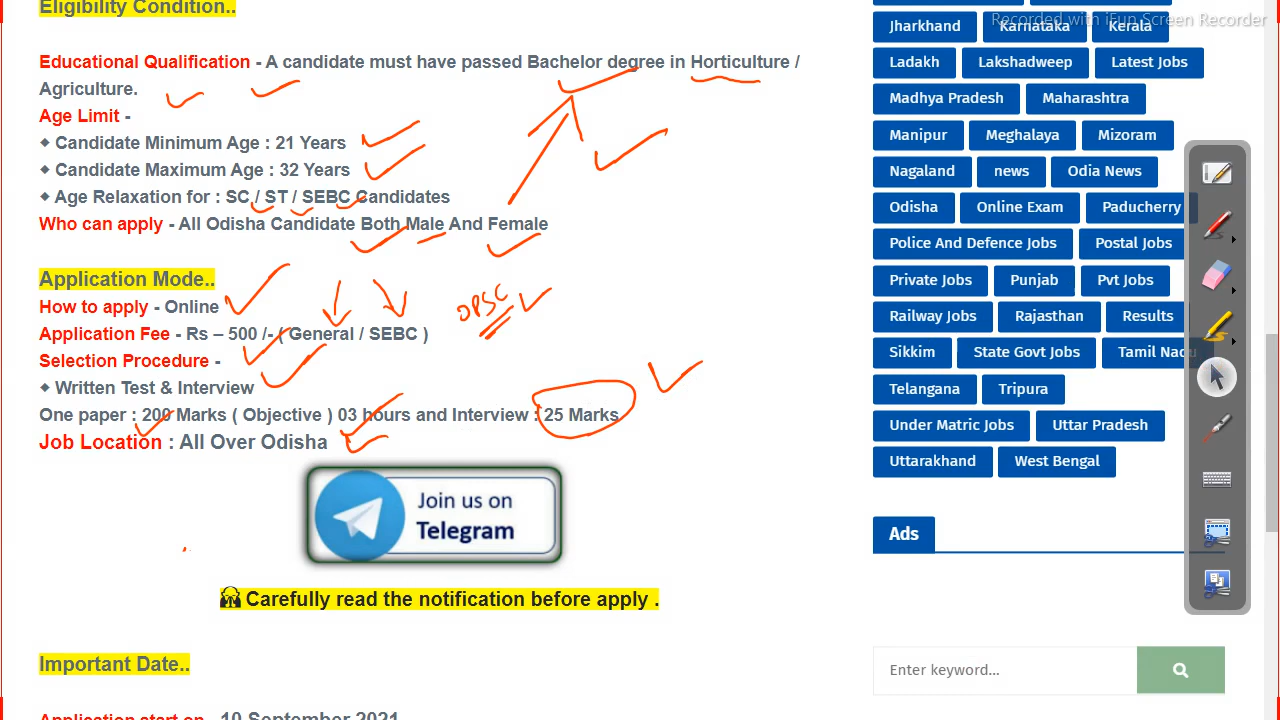 Eligibility Condition..
Recorded with iFun Screen Recorder
Educational Qualification - A candidate must have passed Bachelor degree in Horticulture /
Agriculture.
Age Limit -
◆ Candidate Minimum Age : 21 Years
◆ Candidate Maximum Age : 32 Years
◆ Age Relaxation for : SC / ST / SEBC Candidates
Who can apply - All Odisha Candidate Both Male And Female
Application Mode..
How to apply - Online
Application Fee - Rs – 500 /- ( General / SEBC )
OPSC
Selection Procedure -
◆ Written Test & Interview
One paper : 200 Marks ( Objective ) 03 hours and Interview : 25 Marks
Job Location : All Over Odisha
Join us on
Telegram
Carefully read the notification before apply .
Important Date..
Application start on - 10 September 2021
Jharkhand Karnataka Kerala
Ladakh Lakshadweep Latest Jobs
Madhya Pradesh Maharashtra
Manipur Meghalaya Mizoram
Nagaland news Odia News
Odisha Online Exam Paducherry
Police And Defence Jobs Postal Jobs
Private Jobs Punjab Pvt Jobs
Railway Jobs Rajasthan Results
Sikkim State Govt Jobs Tamil Nadu
Telangana Tripura
Under Matric Jobs Uttar Pradesh
Uttarakhand West Bengal
Ads
Enter keyword...